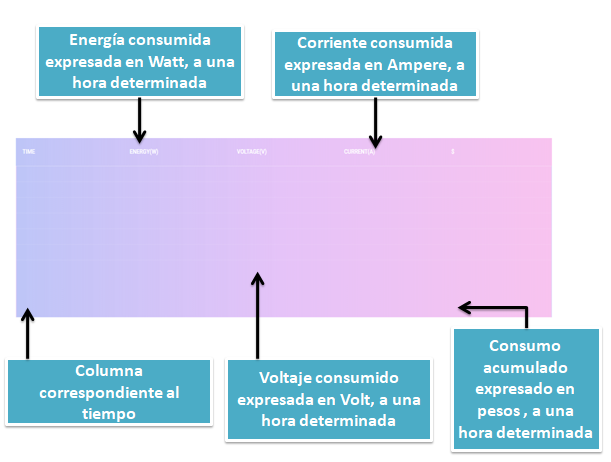 Energía consumida
expresada en Watt, a una
hora determinada
Corriente consumida
expresada en Ampere, a
una hora determinada
TIME
ENERGY(W)
VOLTAGE(V)
CURRENT(A)
$
Columna
correspondiente al
tiempo
Voltaje consumido
expresada en Volt, a una
hora determinada
Consumo
acumulado
expresado en
pesos , a una
hora determinada